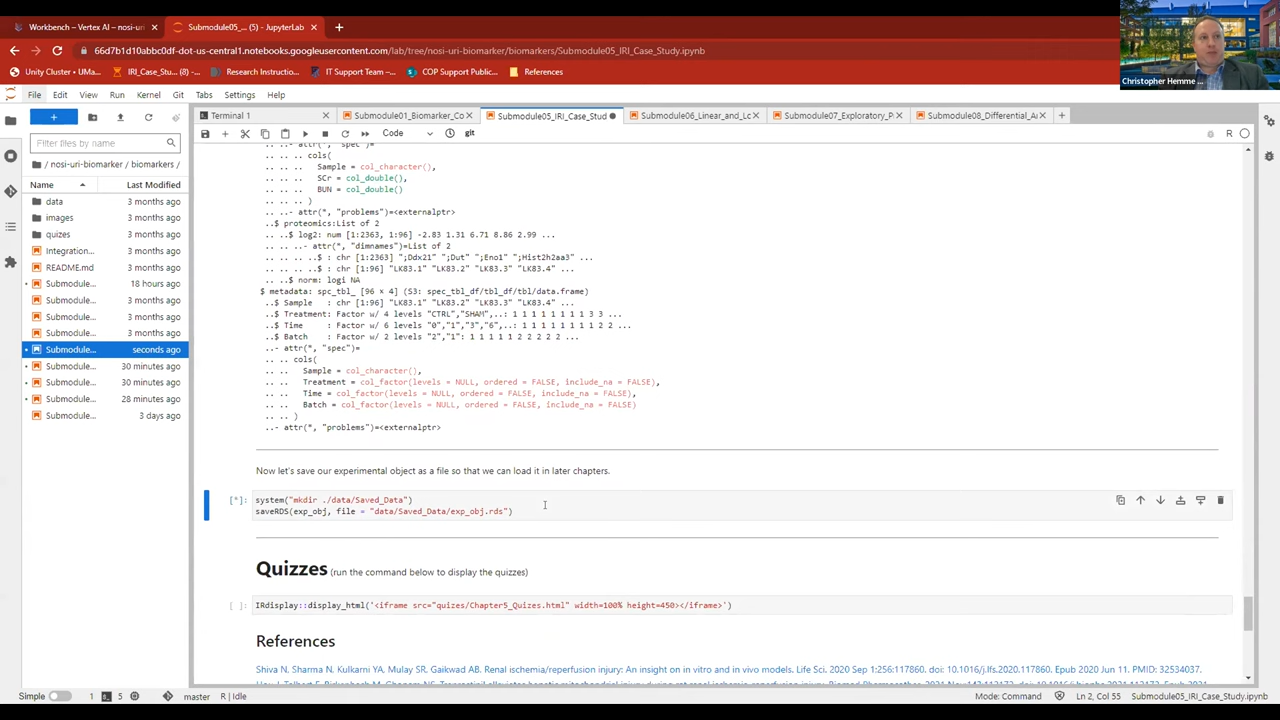 Workbench – Vertex AI – nosi-uri
Submodule05_... (5) - JupyterLab
66d7b1d10abbc0df-dot-us-central1.notebooks.googleusercontent.com/lab/tree/nosi-uri-biomarker/biomarkers/Submodule05_IRI_Case_Study.ipynb
Unity Cluster • UMa...
IRI_Case_Stu... (8) -...
Research Instructio...
IT Support Team –...
COP Support Public...
References
Christopher Hemme ...
File Edit View Run Kernel Git Tabs Settings Help
Terminal 1
Submodule01_Biomarker_Co
Submodule05_IRI_Case_Stud
Submodule06_Linear_and_Lo
Submodule07_Exploratory_P
Submodule08_Differential_A
Code
git
R
Filter files by name
/ nosi-uri-biomarker / biomarkers /
Name Last Modified
data 3 months ago
images 3 months ago
quizes 3 months ago
Integration... 3 months ago
README.md 3 months ago
Submodule... 18 hours ago
Submodule... 3 months ago
Submodule... 3 months ago
Submodule... 3 months ago
Submodule... seconds ago
Submodule... 30 minutes ago
Submodule... 30 minutes ago
Submodule... 28 minutes ago
Submodule... 3 days ago
.. ..- attr(*, "spec")=
.. .. .. cols(
.. .. ..   Sample = col_character(),
.. .. ..   SCr = col_double(),
.. .. ..   BUN = col_double()
.. .. .. )
.. ..- attr(*, "problems")=<externalptr>
..$ proteomics:List of 2
.. ..$ log2: num [1:2363, 1:96] -2.83 1.31 6.71 8.86 2.99 ...
.. .. ..- attr(*, "dimnames")=List of 2
.. .. .. ..$ : chr [1:2363] ";Ddx21" ";Dut" ";Eno1" ";Hist2h2aa3" ...
.. .. .. ..$ : chr [1:96] "LK83.1" "LK83.2" "LK83.3" "LK83.4" ...
.. ..$ norm: logi NA
$ metadata: spc_tbl_ [96 × 4] (S3: spec_tbl_df/tbl_df/tbl/data.frame)
..$ Sample   : chr [1:96] "LK83.1" "LK83.2" "LK83.3" "LK83.4" ...
..$ Treatment: Factor w/ 4 levels "CTRL","SHAM",..: 1 1 1 1 1 1 1 1 3 3 ...
..$ Time     : Factor w/ 6 levels "0","1","3","6",..: 1 1 1 1 1 1 1 1 2 2 ...
..$ Batch    : Factor w/ 2 levels "2","1": 1 1 1 1 1 2 2 2 2 2 ...
..- attr(*, "spec")=
.. .. cols(
.. ..   Sample = col_character(),
.. ..   Treatment = col_factor(levels = NULL, ordered = FALSE, include_na = FALSE),
.. ..   Time = col_factor(levels = NULL, ordered = FALSE, include_na = FALSE),
.. ..   Batch = col_factor(levels = NULL, ordered = FALSE, include_na = FALSE)
.. .. )
..- attr(*, "problems")=<externalptr>
Now let's save our experimental object as a file so that we can load it in later chapters.
[*]: system("mkdir ./data/Saved_Data")
saveRDS(exp_obj, file = "data/Saved_Data/exp_obj.rds")
Quizzes (run the command below to display the quizzes)
[ ]: IRdisplay::display_html('<iframe src="quizes/Chapter5_Quizes.html" width=100% height=450></iframe>')
References
Shiva N, Sharma N, Kulkarni YA, Mulay SR, Gaikwad AB. Renal ischemia/reperfusion injury: An insight on in vitro and in vivo models. Life Sci. 2020 Sep 1;256:117860. doi: 10.1016/j.lfs.2020.117860. Epub 2020 Jun 11. PMID: 32534037.
Simple 1 5 master R | Idle Mode: Command Ln 2, Col 55 Submodule05_IRI_Case_Study.ipynb